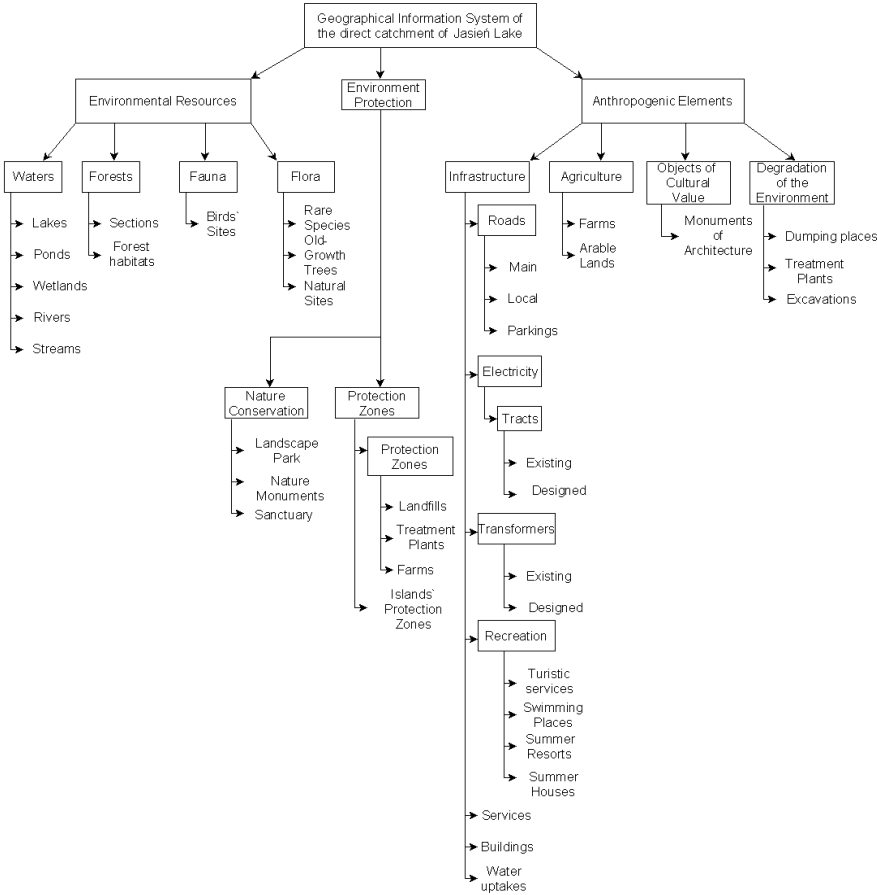 Geographical Information System of
the direct catchment of Jasień Lake
Environmental Resources
Environment
Protection
Anthropogenic Elements
Waters
Forests
Fauna
Flora
Infrastructure
Agriculture
Objects of
Cultural
Value
Degradation
of the
Environment
Lakes
Ponds
Wetlands
Rivers
Streams
Sections
Forest
habitats
Birds`
Sites
Rare
Species
Old-
Growth
Trees
Natural
Sites
Nature
Conservation
Landscape
Park
Nature
Monuments
Sanctuary
Protection
Zones
Protection
Zones
Landfills
Treatment
Plants
Farms
Islands`
Protection
Zones
Roads
Main
Local
Parkings
Electricity
Tracts
Existing
Designed
Transformers
Existing
Designed
Recreation
Turistic
services
Swimming
Places
Summer
Resorts
Summer
Houses
Services
Buildings
Water
uptakes
Farms
Arable
Lands
Monuments
of
Architecture
Dumping places
Treatment
Plants
Excavations